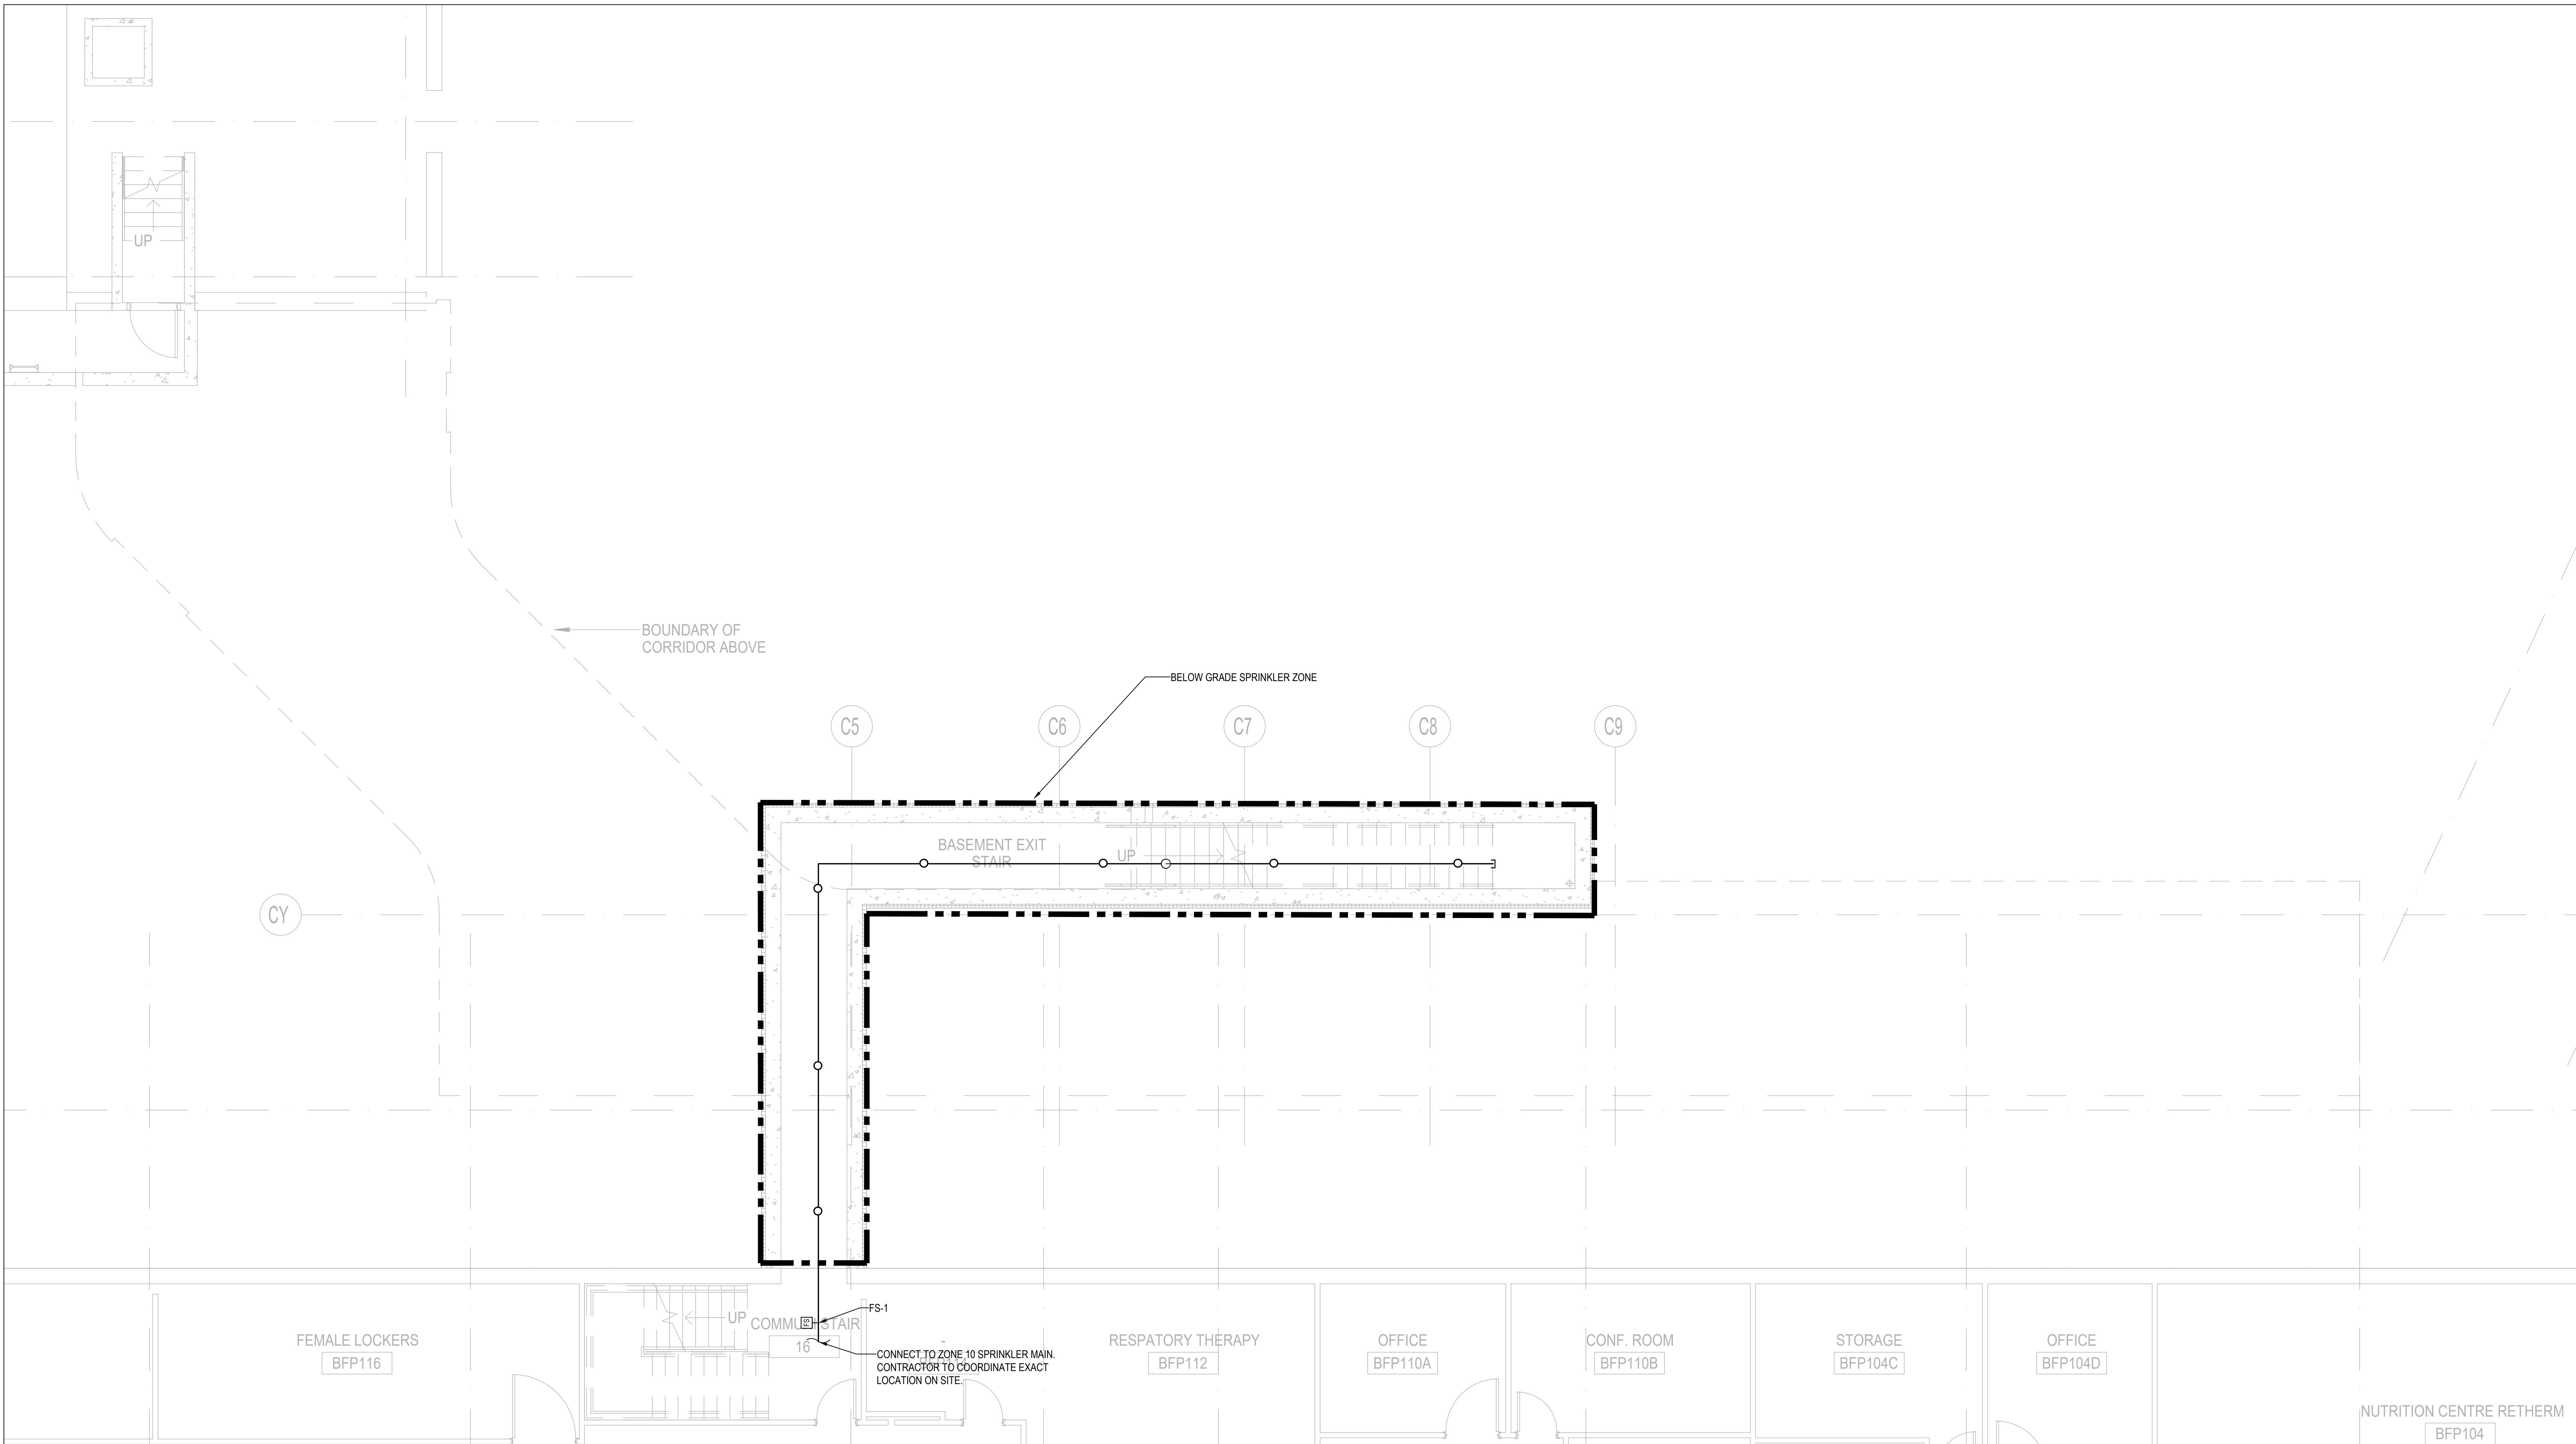 UP
BOUNDARY OF
CORRIDOR ABOVE
BELOW GRADE SPRINKLER ZONE
C5
C6
C7
C8
C9
BASEMENT EXIT
STAIR
UP
CY
FS-1
UP
COMMUN STAIR
FS
16
FEMALE LOCKERS
BFP116
CONNECT TO ZONE 10 SPRINKLER MAIN.
CONTRACTOR TO COORDINATE EXACT
LOCATION ON SITE.
-
RESPATORY THERAPY
BFP112
OFFICE
BFP110A
CONF. ROOM
BFP110B
STORAGE
BFP104C
OFFICE
BFP104D
NUTRITION CENTRE RETHERM
BFP104